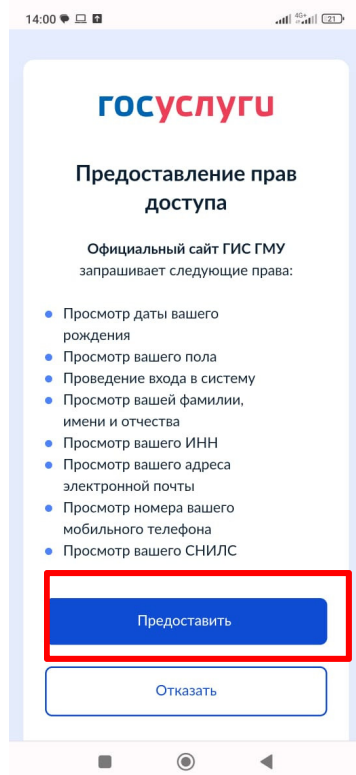 14:00 4G+ 21
госуслуги
Предоставление прав
доступа
Официальный сайт ГИС ГМУ
запрашивает следующие права:
Просмотр даты вашего
рождения
Просмотр вашего пола
Проведение входа в систему
Просмотр вашей фамилии,
имени и отчества
Просмотр вашего ИНН
Просмотр вашего адреса
электронной почты
Просмотр номера вашего
мобильного телефона
Просмотр вашего СНИЛС
Предоставить
Отказать